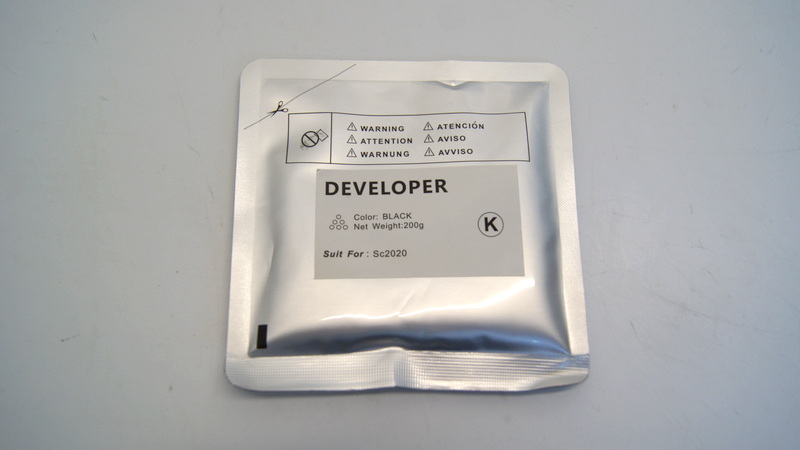 WARNING ATENCIÓN
ATTENTION AVISO
WARNUNG AVVISO
DEVELOPER
Color: BLACK
Net Weight:200g
K
Suit For: Sc2020